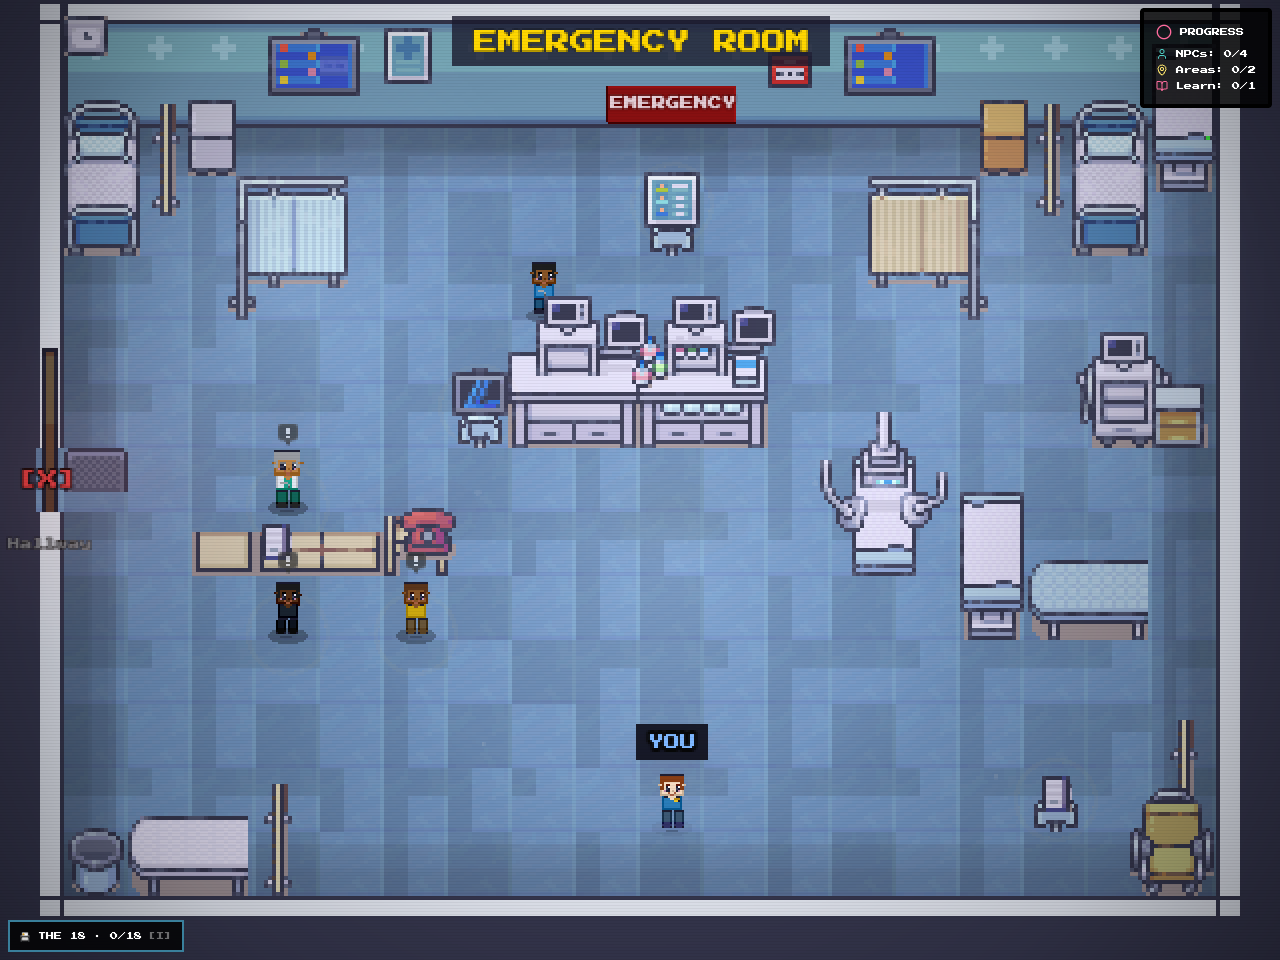 EMERGENCY ROOM
PROGRESS
NPCs: 0/4
Areas: 0/2
Learn: 0/1
EMERGENCY
[X]
Hallway
YOU
THE 18 · 0/18 [I]